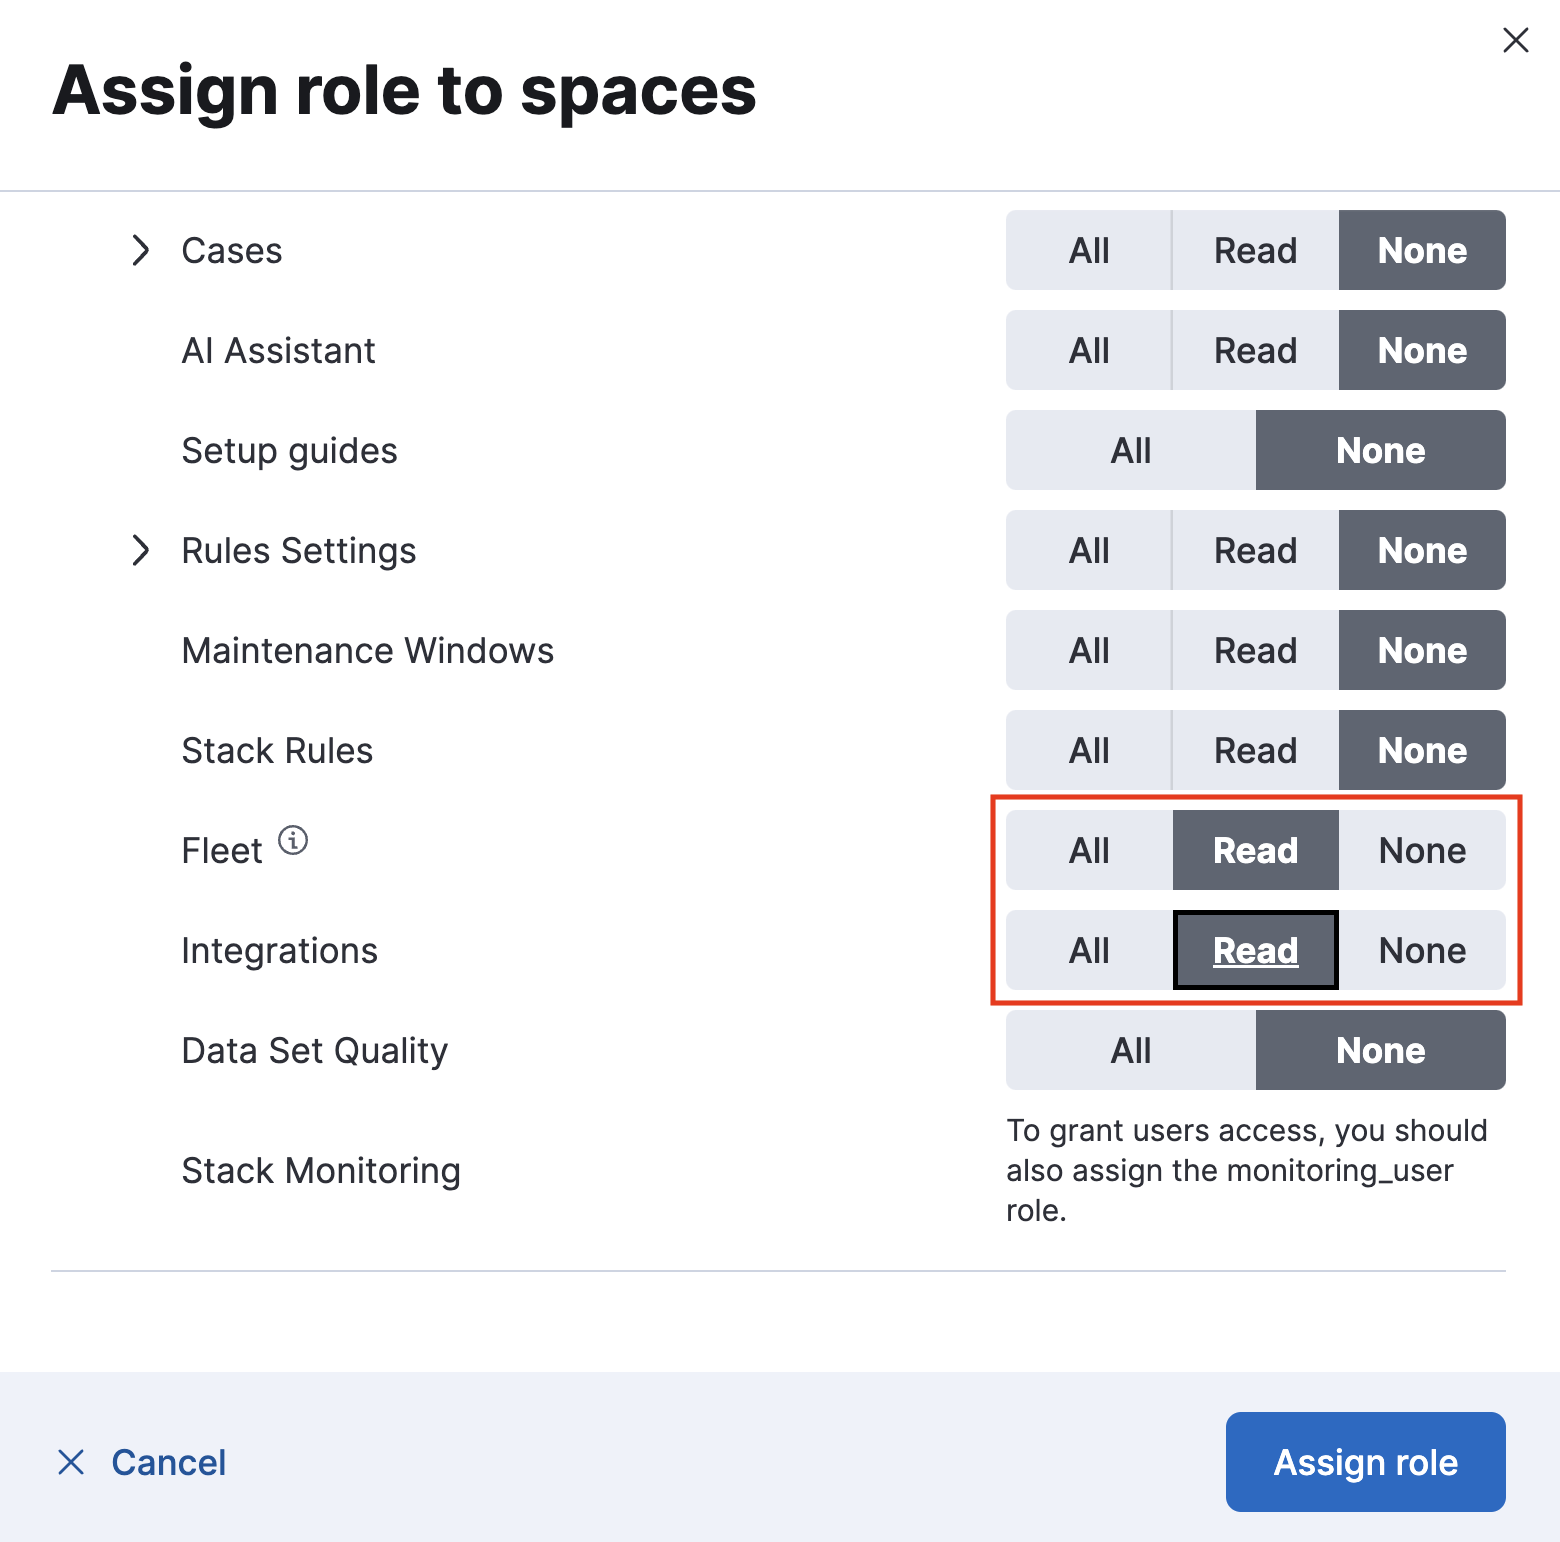 Assign role to spaces
Cases All Read None
AI Assistant All Read None
Setup guides All None
Rules Settings All Read None
Maintenance Windows All Read None
Stack Rules All Read None
Fleet All Read None
Integrations All Read None
Data Set Quality All None
Stack Monitoring
To grant users access, you should
also assign the monitoring_user
role.
Cancel Assign role